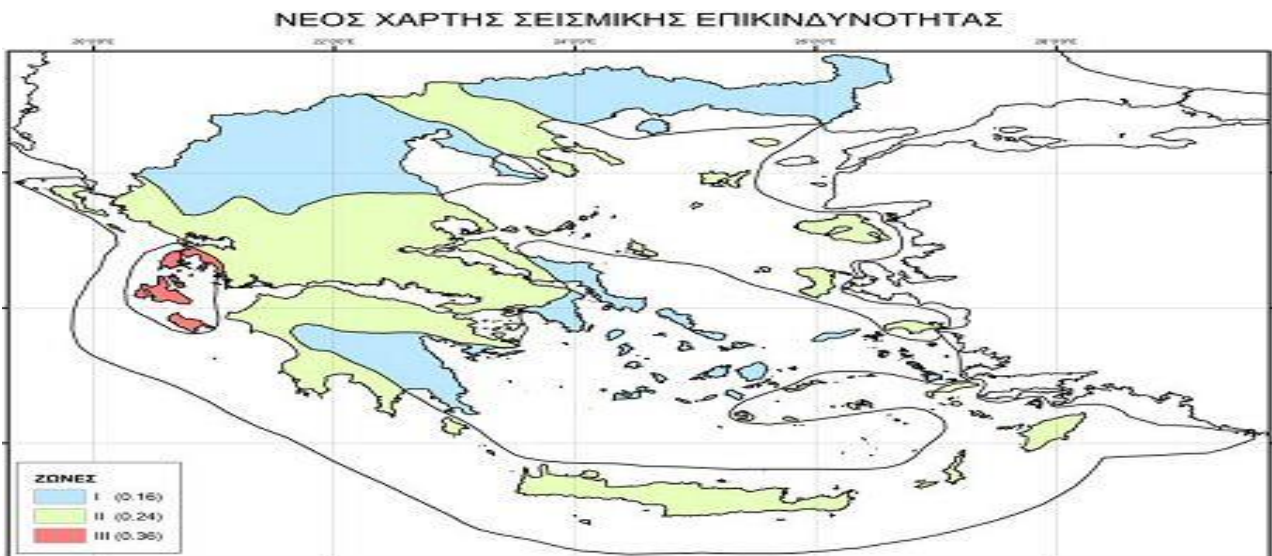 ΝΕΟΣ ΧΑΡΤΗΣ ΣΕΙΣΜΙΚΗΣ ΕΠΙΚΙΝΔΥΝΟΤΗΤΑΣ
ΖΩΝΕΣ
I (0.16)
II (0.24)
III (0.36)